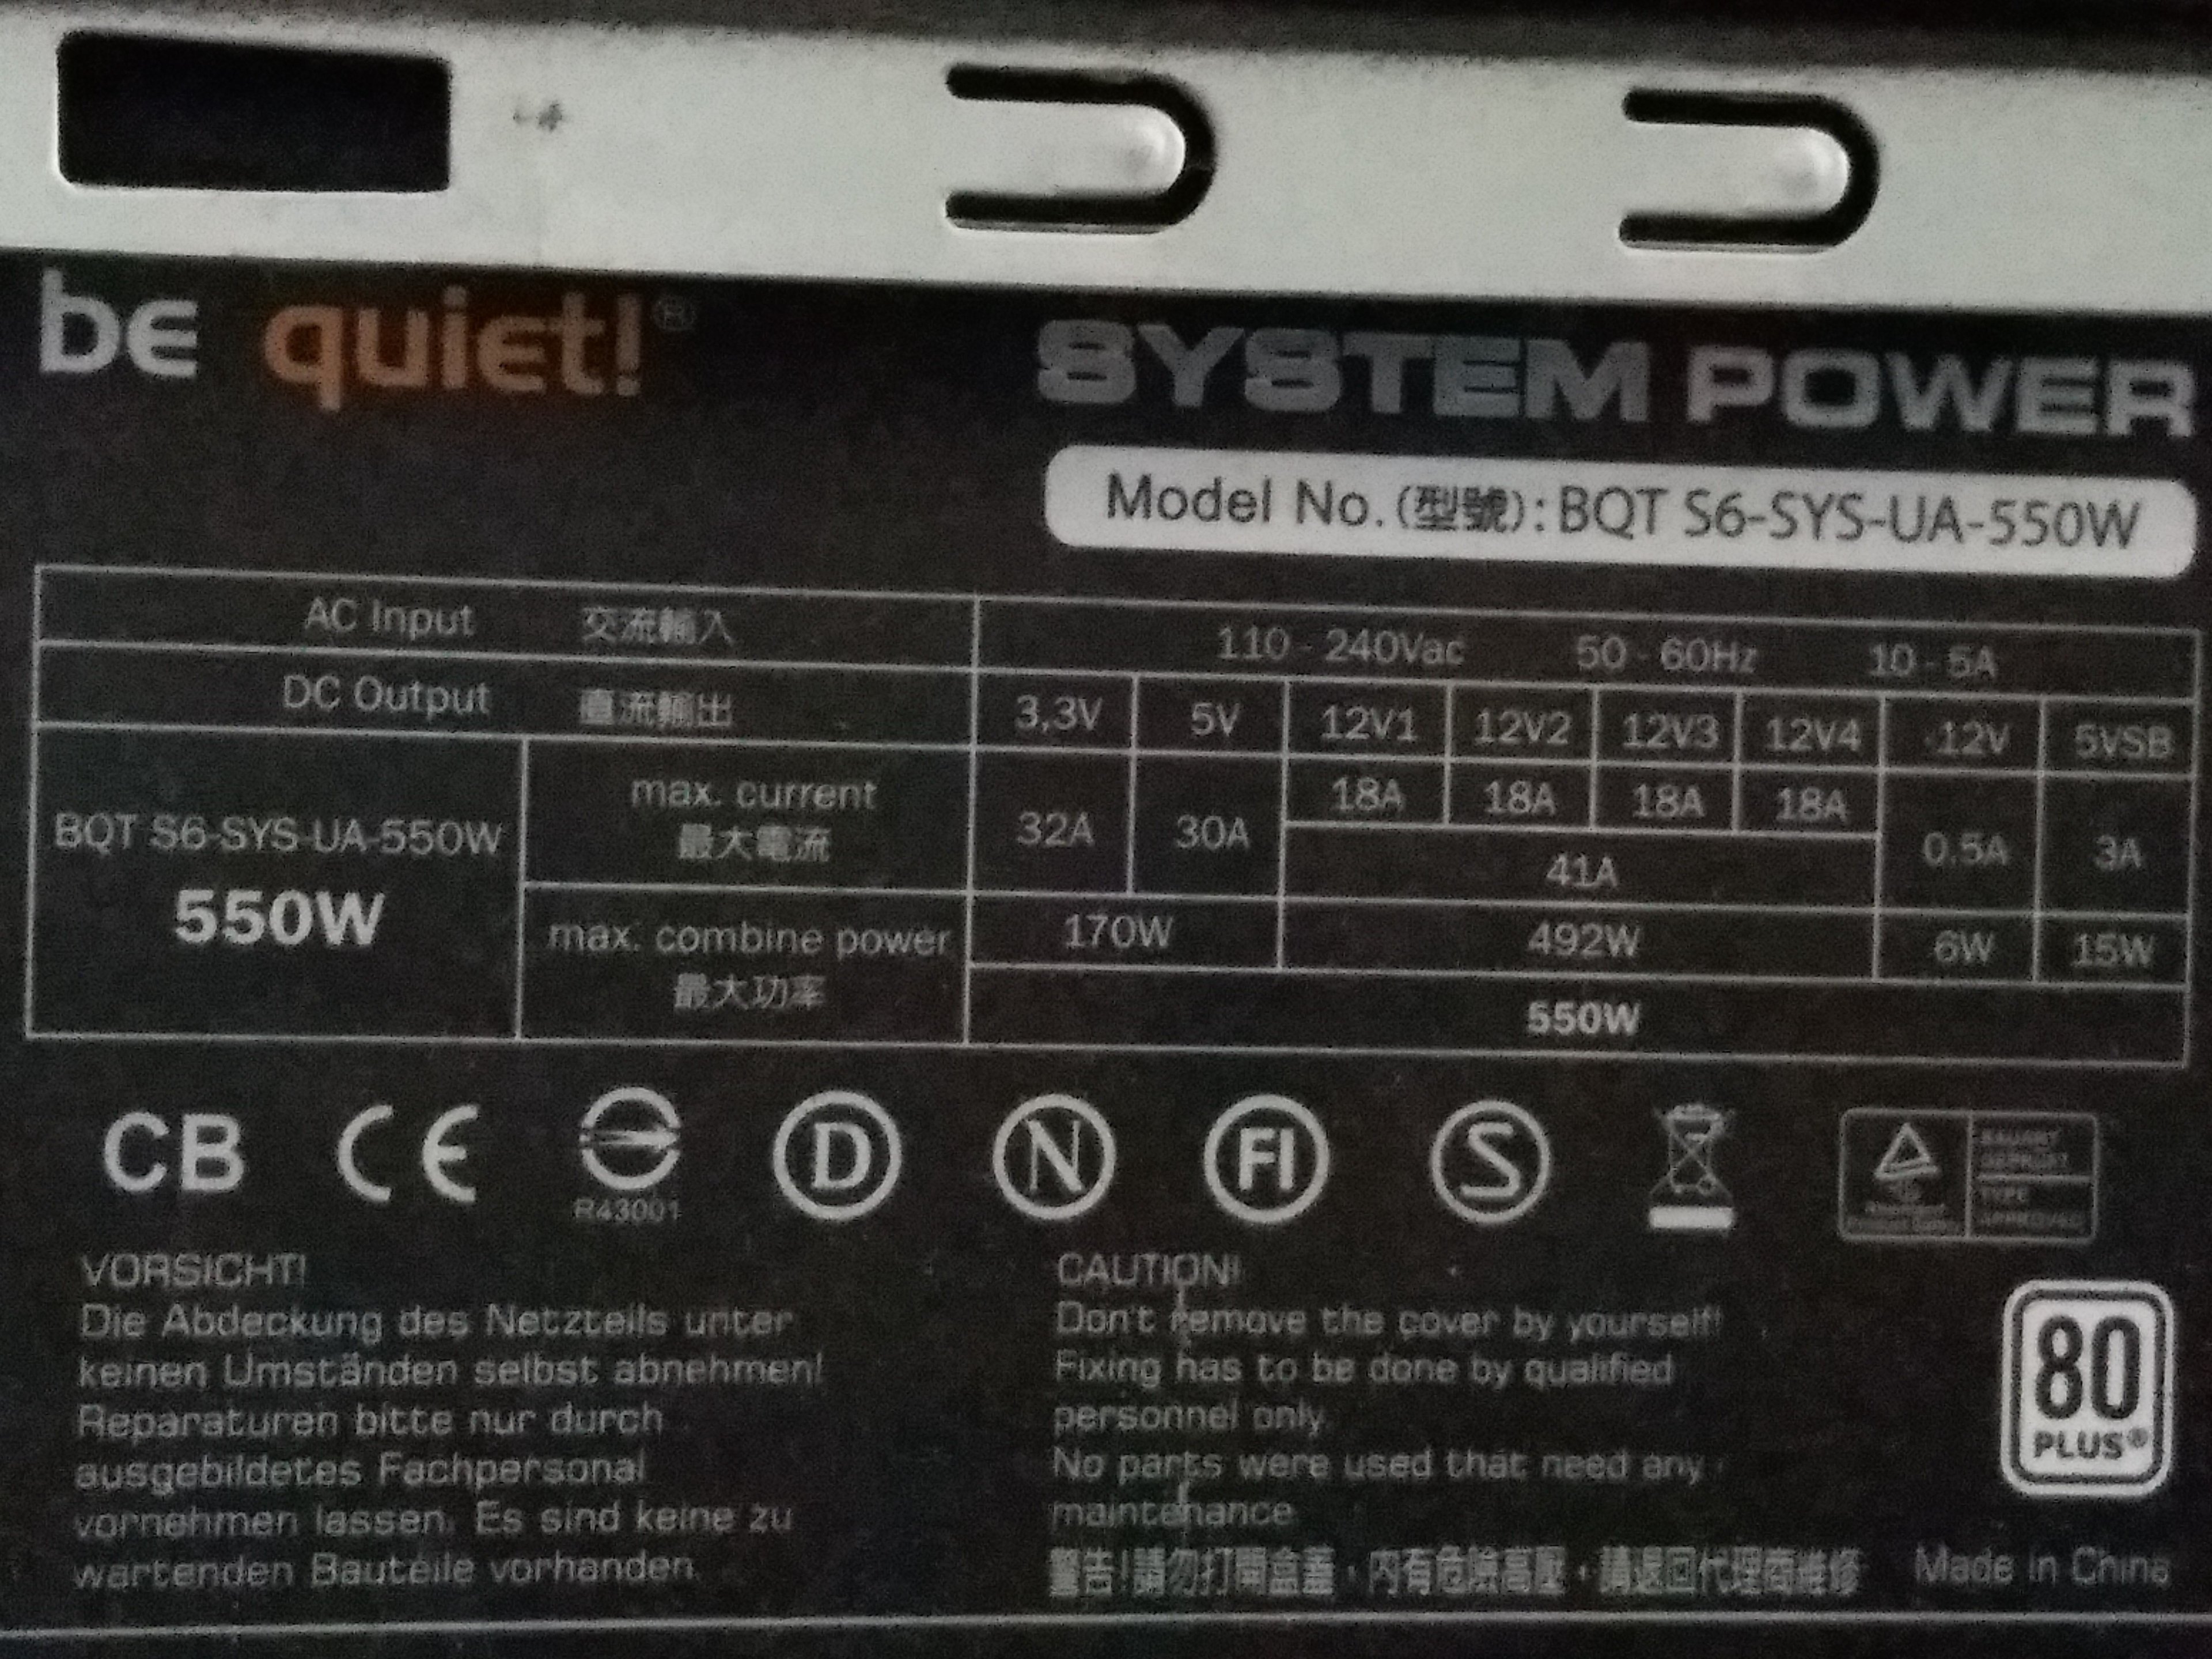 be quiet!®
SYSTEM POWER
Model No.(型號):BQT S6-SYS-UA-550W
AC Input 交流輸入 110 - 240Vac 50 - 60Hz 10 - 5A
DC Output 直流輸出 3,3V 5V 12V1 12V2 12V3 12V4 -12V 5VSB
BQT S6-SYS-UA-550W
550W
max. current
最大電流
32A 30A 18A 18A 18A 18A 0.5A 3A
41A
max. combine power
最大功率
170W 492W 6W 15W
550W
CB CE D N FI S
R43001
BAUART
GEPRÜFT
TYPE
APPROVED
VORSICHT!
Die Abdeckung des Netzteils unter
keinen Umständen selbst abnehmen!
Reparaturen bitte nur durch
ausgebildetes Fachpersonal
vornehmen lassen. Es sind keine zu
wartenden Bauteile vorhanden.
CAUTION!
Don't remove the cover by yourself!
Fixing has to be done by qualified
personnel only.
No parts were used that need any
maintenance
警告!請勿打開盒蓋，內有危險高壓，請退回代理商維修
80
PLUS®
Made in China